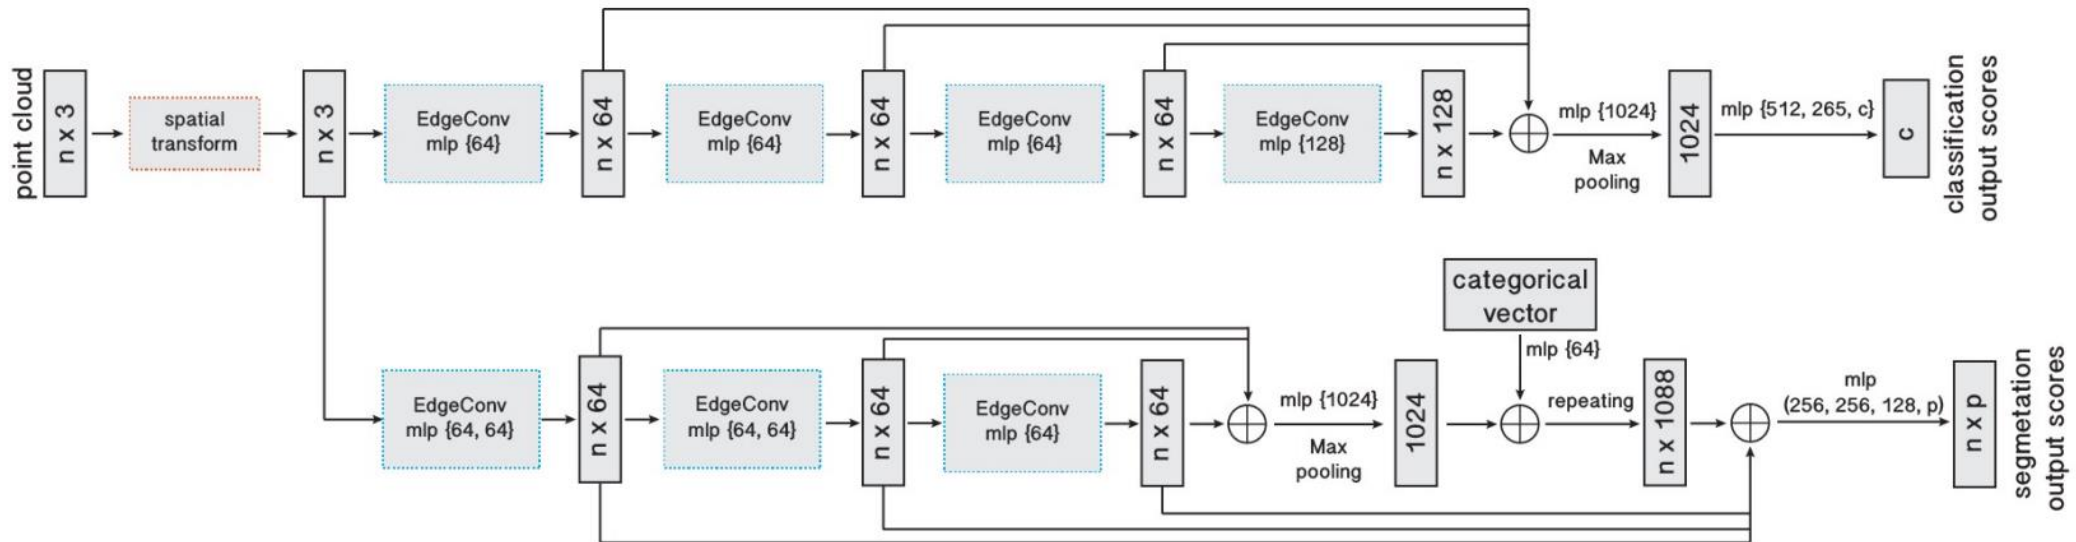 point cloud
n x 3
spatial
transform
n x 3
EdgeConv
mlp {64}
n x 64
EdgeConv
mlp {64}
n x 64
EdgeConv
mlp {64}
n x 64
EdgeConv
mlp {128}
n x 128
mlp {1024}
Max
pooling
1024
mlp {512, 265, c}
c
classification
output scores
categorical
vector
mlp {64}
EdgeConv
mlp {64, 64}
n x 64
EdgeConv
mlp {64, 64}
n x 64
EdgeConv
mlp {64}
n x 64
mlp {1024}
Max
pooling
1024
repeating
n x 1088
mlp
(256, 256, 128, p)
n x p
segmetation
output scores